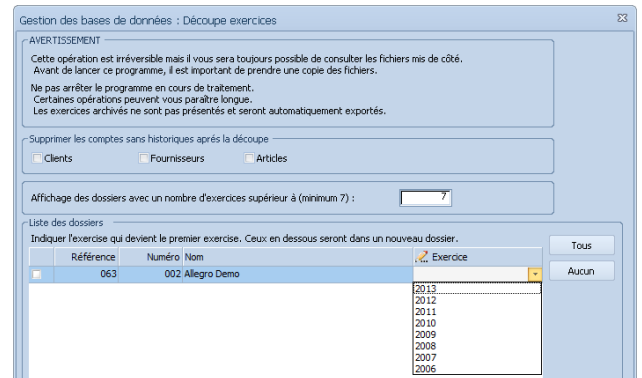 Gestion des bases de données : Découpe exercices
AVERTISSEMENT
Cette opération est irréversible mais il vous sera toujours possible de consulter les fichiers mis de côté.
Avant de lancer ce programme, il est important de prendre une copie des fichiers.
Ne pas arrêter le programme en cours de traitement.
Certaines opérations peuvent vous paraître longue.
Les exercices archivés ne sont pas présentés et seront automatiquement exportés.
Supprimer les comptes sans historiques aprés la découpe
Clients Fournisseurs Articles
Affichage des dossiers avec un nombre d'exercices supérieur à (minimum 7) : 7
Liste des dossiers
Indiquer l'exercise qui devient le premier exercise. Ceux en dessous seront dans un nouveau dossier.
Tous
Référence Numéro Nom Exercice
063 002 Allegro Demo
Aucun
2013
2012
2011
2010
2009
2008
2007
2006